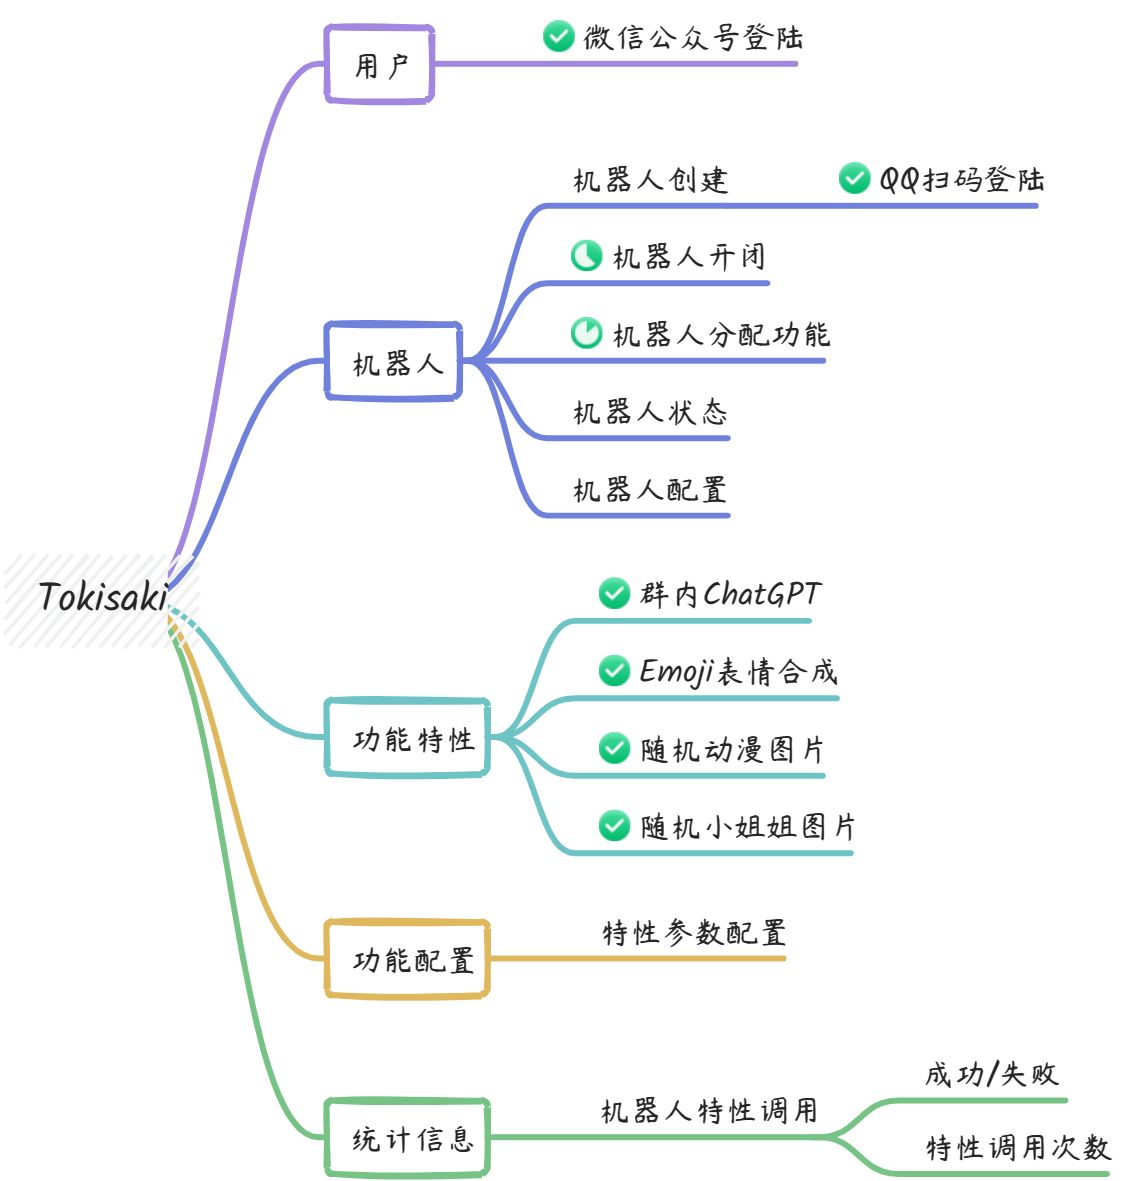 用户
微信公众号登陆
机器人
机器人创建
QQ扫码登陆
机器人开闭
机器人分配功能
机器人状态
机器人配置
Tokisaki
功能特性
群内ChatGPT
Emoji表情合成
随机动漫图片
随机小姐姐图片
功能配置
特性参数配置
统计信息
机器人特性调用
成功/失败
特性调用次数